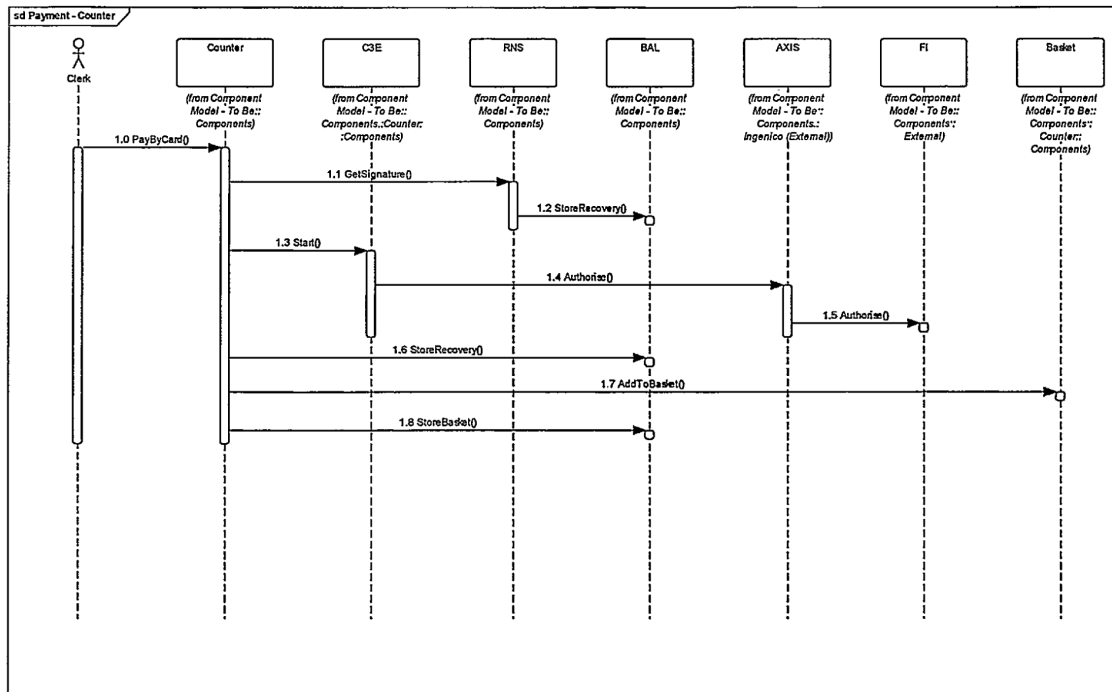 sd Payment - Counter
Clerk
Counter
(from Component
Model - To Be::
Components)
C3E
(from Component
Model - To Be::
Components::Counter:
:Components)
RNS
(from Component
Model - To Be::
Components)
BAL
(from Component
Model - To Be::
Components)
AXIS
(from Component
Model - To Be::
Components::
Ingenico (External))
FI
(from Component
Model - To Be::
Components::
External)
Basket
(from Component
Model - To Be::
Components::
Counter::
Components)
1.0 PayByCard()
1.1 GetSignature()
1.2 StoreRecovery()
1.3 Start()
1.4 Authorise()
1.5 Authorise()
1.6 StoreRecovery()
1.7 AddToBasket()
1.8 StoreBasket()